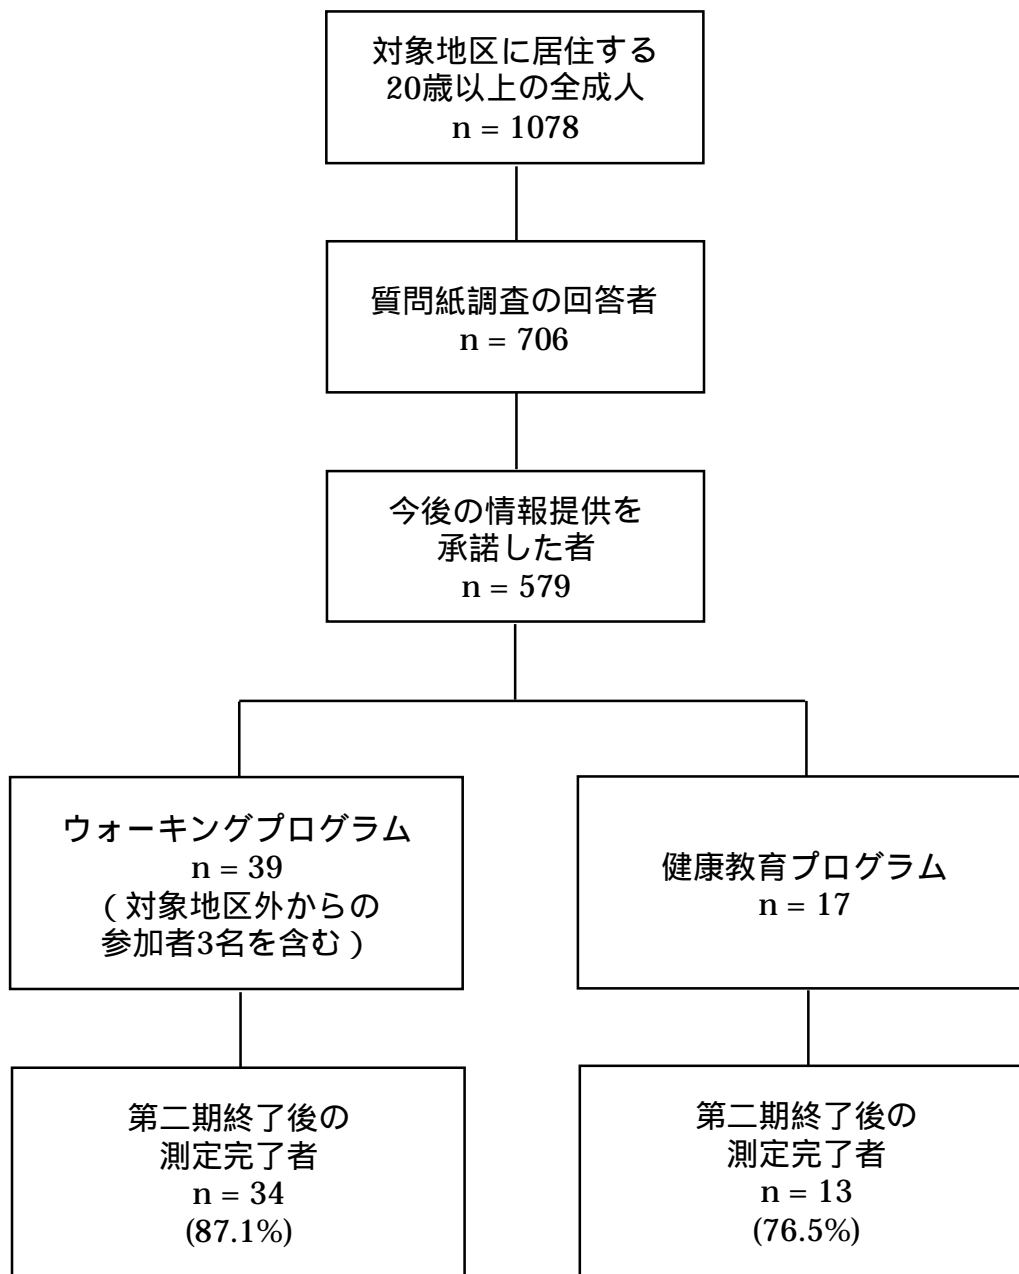 対象地区に居住する
20歳以上の全成人
n = 1078
質問紙調査の回答者
n = 706
今後の情報提供を
承諾した者
n = 579
ウォーキングプログラム
n = 39
（対象地区外からの
参加者3名を含む）
健康教育プログラム
n = 17
第二期終了後の
測定完了者
n = 34
(87.1%)
第二期終了後の
測定完了者
n = 13
(76.5%)